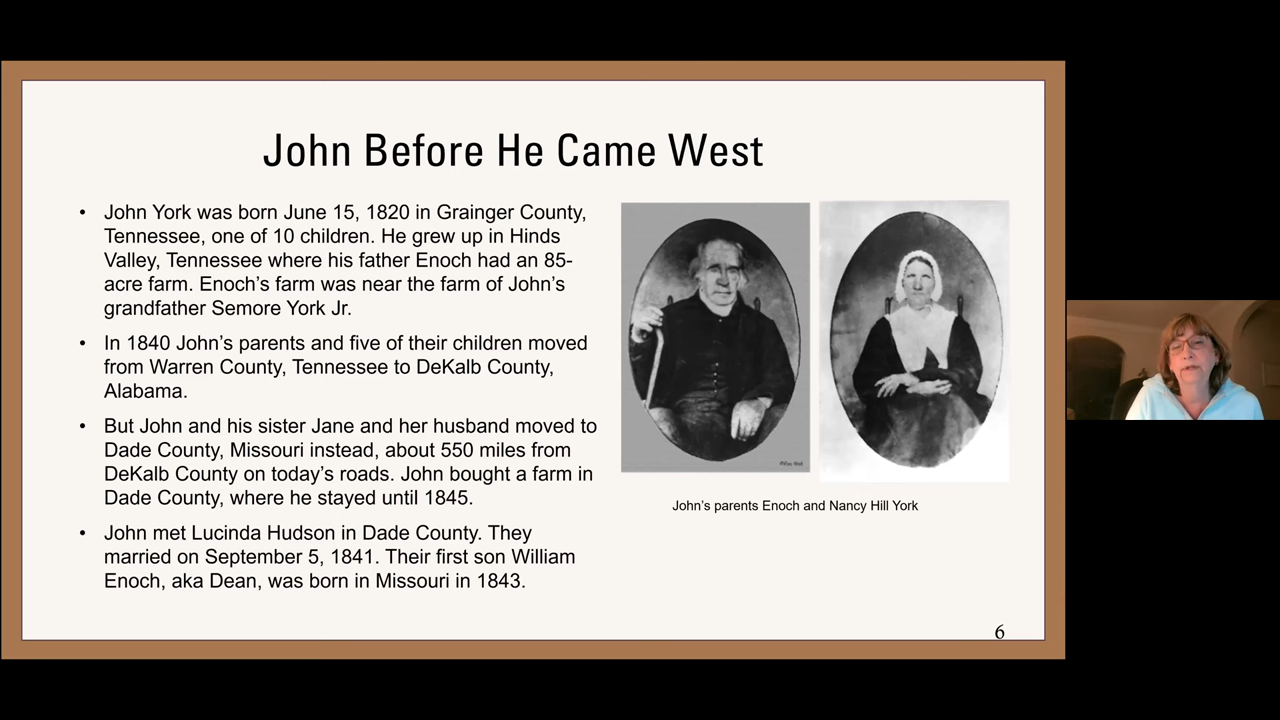 John Before He Came West
• John York was born June 15, 1820 in Grainger County,
Tennessee, one of 10 children. He grew up in Hinds
Valley, Tennessee where his father Enoch had an 85-
acre farm. Enoch's farm was near the farm of John's
grandfather Semore York Jr.
• In 1840 John's parents and five of their children moved
from Warren County, Tennessee to DeKalb County,
Alabama.
• But John and his sister Jane and her husband moved to
Dade County, Missouri instead, about 550 miles from
DeKalb County on today's roads. John bought a farm in
Dade County, where he stayed until 1845.
• John met Lucinda Hudson in Dade County. They
married on September 5, 1841. Their first son William
Enoch, aka Dean, was born in Missouri in 1843.
John's parents Enoch and Nancy Hill York
6